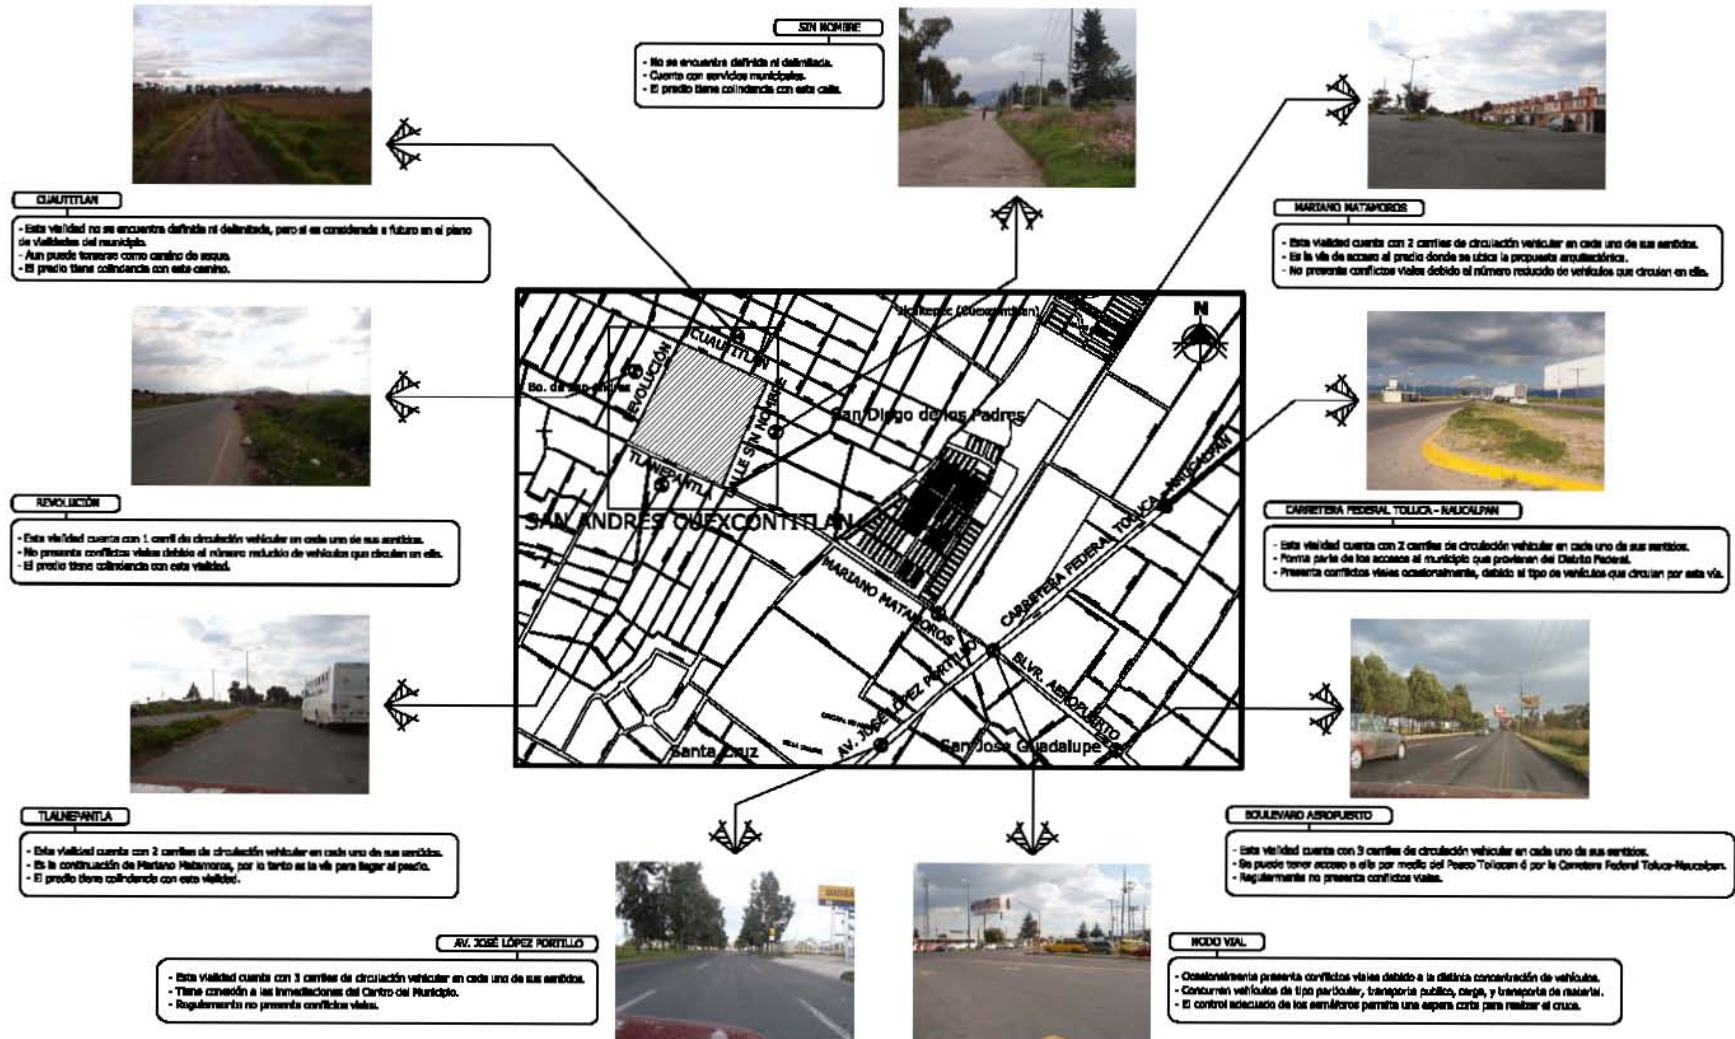 SIN NOMBRE
- No se encuentra definida ni delimitada.
- Cuenta con servicios municipales.
- El predio tiene colindancia con esta calle.
CUAUTITLAN
- Esta vialidad no se encuentra definida ni delimitada, pero si es considerada a futuro en el plano
de vialidades del municipio.
- Aun puede tomarse como camino de saque.
- El predio tiene colindancia con este camino.
MARIANO MATAMOROS
- Esta vialidad cuenta con 2 carriles de circulación vehicular en cada uno de sus sentidos.
- Es la vía de acceso al predio donde se ubica la propuesta arquitectónica.
- No presenta conflictos viales debido al número reducido de vehículos que circulan en ella.
REVOLUCIÓN
- Esta vialidad cuenta con 1 carril de circulación vehicular en cada uno de sus sentidos.
- No presenta conflictos viales debido al número reducido de vehículos que circulan en ella.
- El predio tiene colindancia con esta vialidad.
CARRETERA FEDERAL TOLUCA - NAUCALPAN
- Esta vialidad cuenta con 2 carriles de circulación vehicular en cada uno de sus sentidos.
- Forma parte de los accesos al municipio que provienen del Distrito Federal.
- Presenta conflictos viales ocasionalmente, debido al tipo de vehículos que circulan por esta vía.
N
(Cuexcontitlan)
CUAUTITLAN
REVOLUCIÓN
Bo. de San Andres
CALLE SIN NOMBRE
San Diego de los Padres
TLANEPANTLA
SAN ANDRES CUEXCONTITLAN
CARRETERA FEDERAL TOLUCA - NAUCALPAN
MARIANO MATAMOROS
BLVR. AEROPUERTO
AV. JOSE LÓPEZ PORTILLO
Santa Cruz
San Jose Guadalupe
TLALNEPANTLA
- Esta vialidad cuenta con 2 carriles de circulación vehicular en cada uno de sus sentidos.
- Es la continuación de Mariano Matamoros, por lo tanto es la vía para llegar al predio.
- El predio tiene colindancia con esta vialidad.
BOULEVARD AEROPUERTO
- Esta vialidad cuenta con 3 carriles de circulación vehicular en cada uno de sus sentidos.
- Se puede tener acceso a ella por medio del Paseo Tollocan ó por la Carretera Federal Toluca-Naucalpan.
- Regularmente no presenta conflictos viales.
AV. JOSÉ LÓPEZ PORTILLO
- Esta vialidad cuenta con 3 carriles de circulación vehicular en cada uno de sus sentidos.
- Tiene conexión a las inmediaciones del Centro del Municipio.
- Regularmente no presenta conflictos viales.
NODO VIAL
- Ocasionalmente presenta conflictos viales debido a la distinta concentración de vehículos.
- Concurren vehículos de tipo particular, transporte publico, carga, y transporte de material.
- El control adecuado de los semáforos permite una espera corta para realizar el cruce.